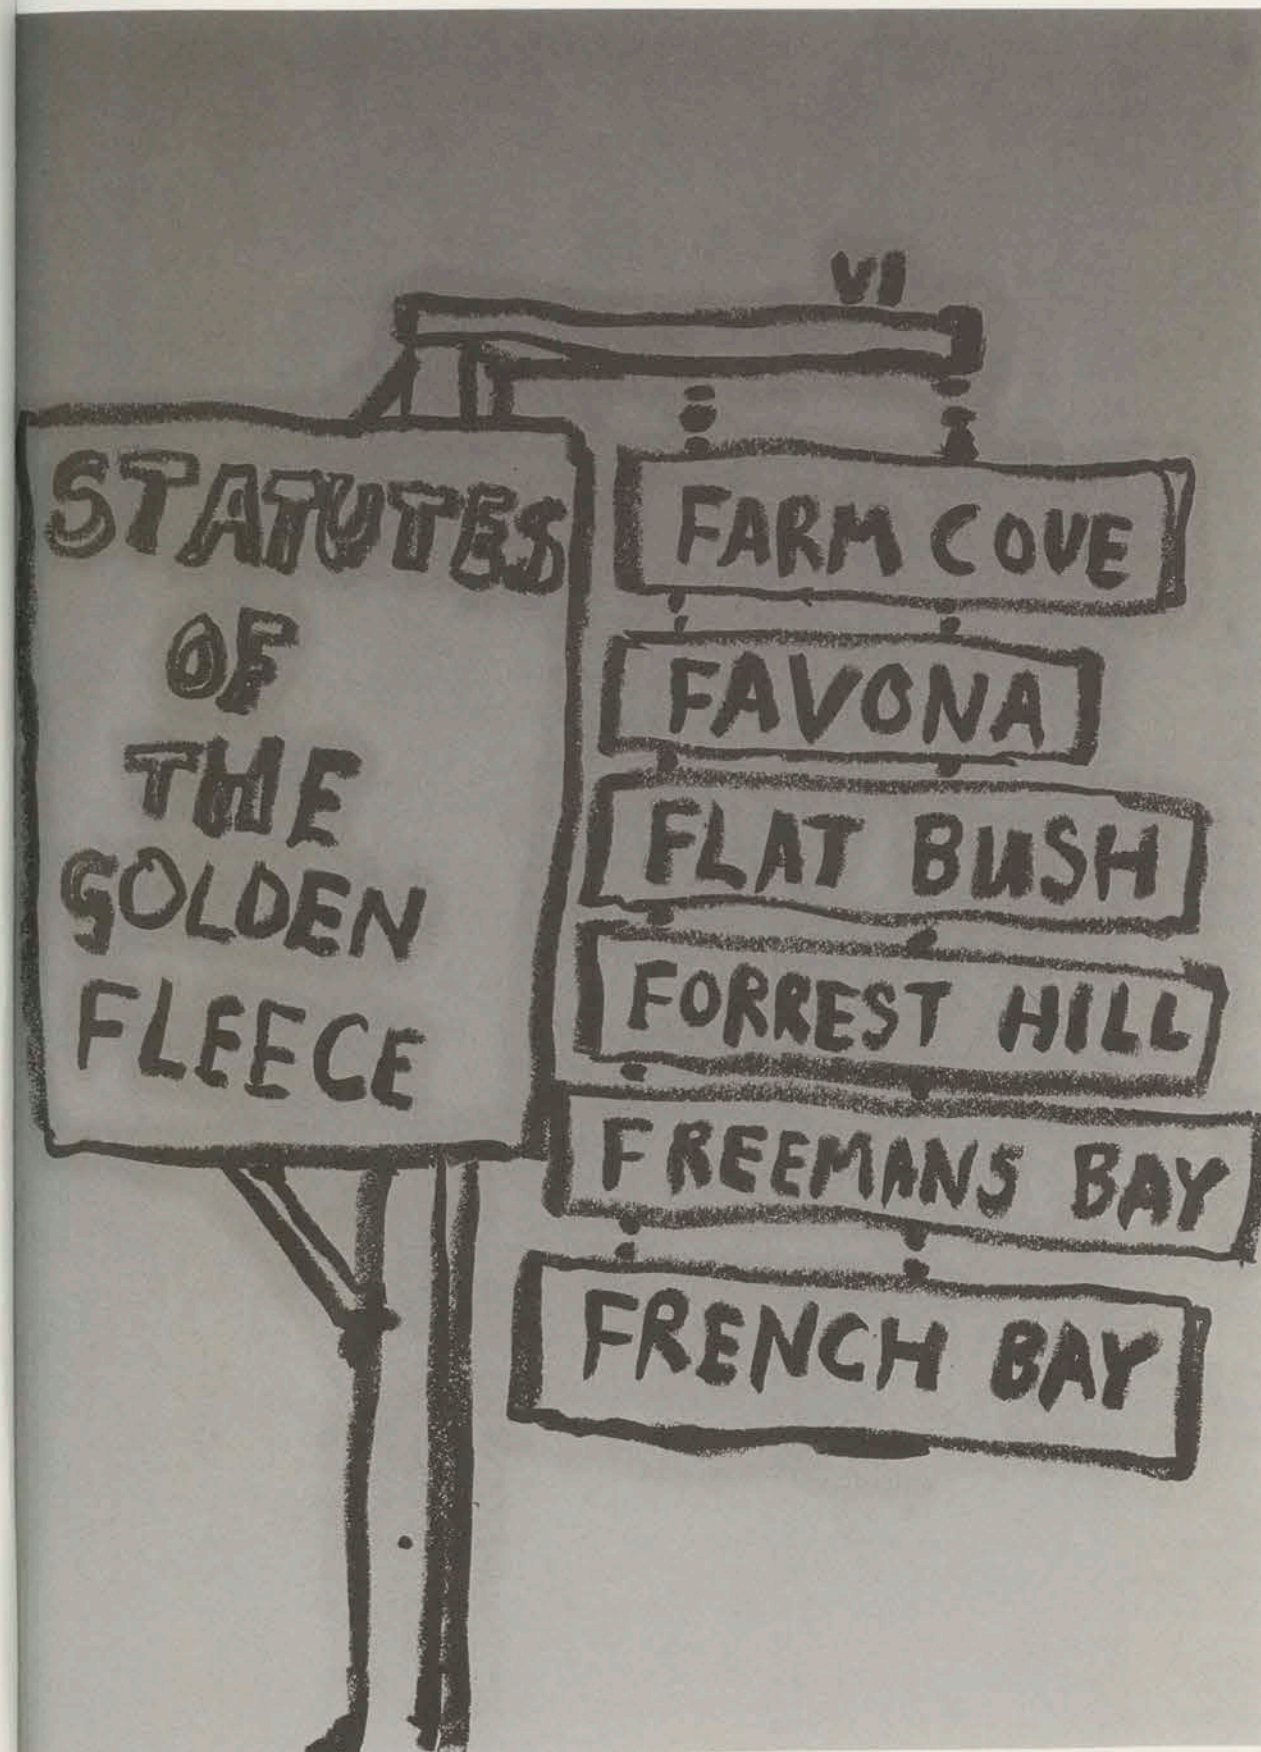 VI
STATUTES
OF
THE
GOLDEN
FLEECE
FARM COVE
FAVONA
FLAT BUSH
FORREST HILL
FREEMANS BAY
FRENCH BAY